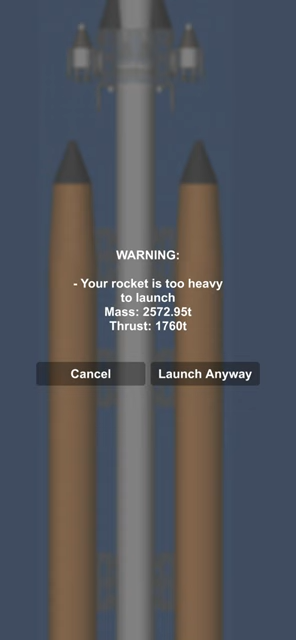 WARNING:
- Your rocket is too heavy
to launch
Mass: 2572.95t
Thrust: 1760t
Cancel
Launch Anyway